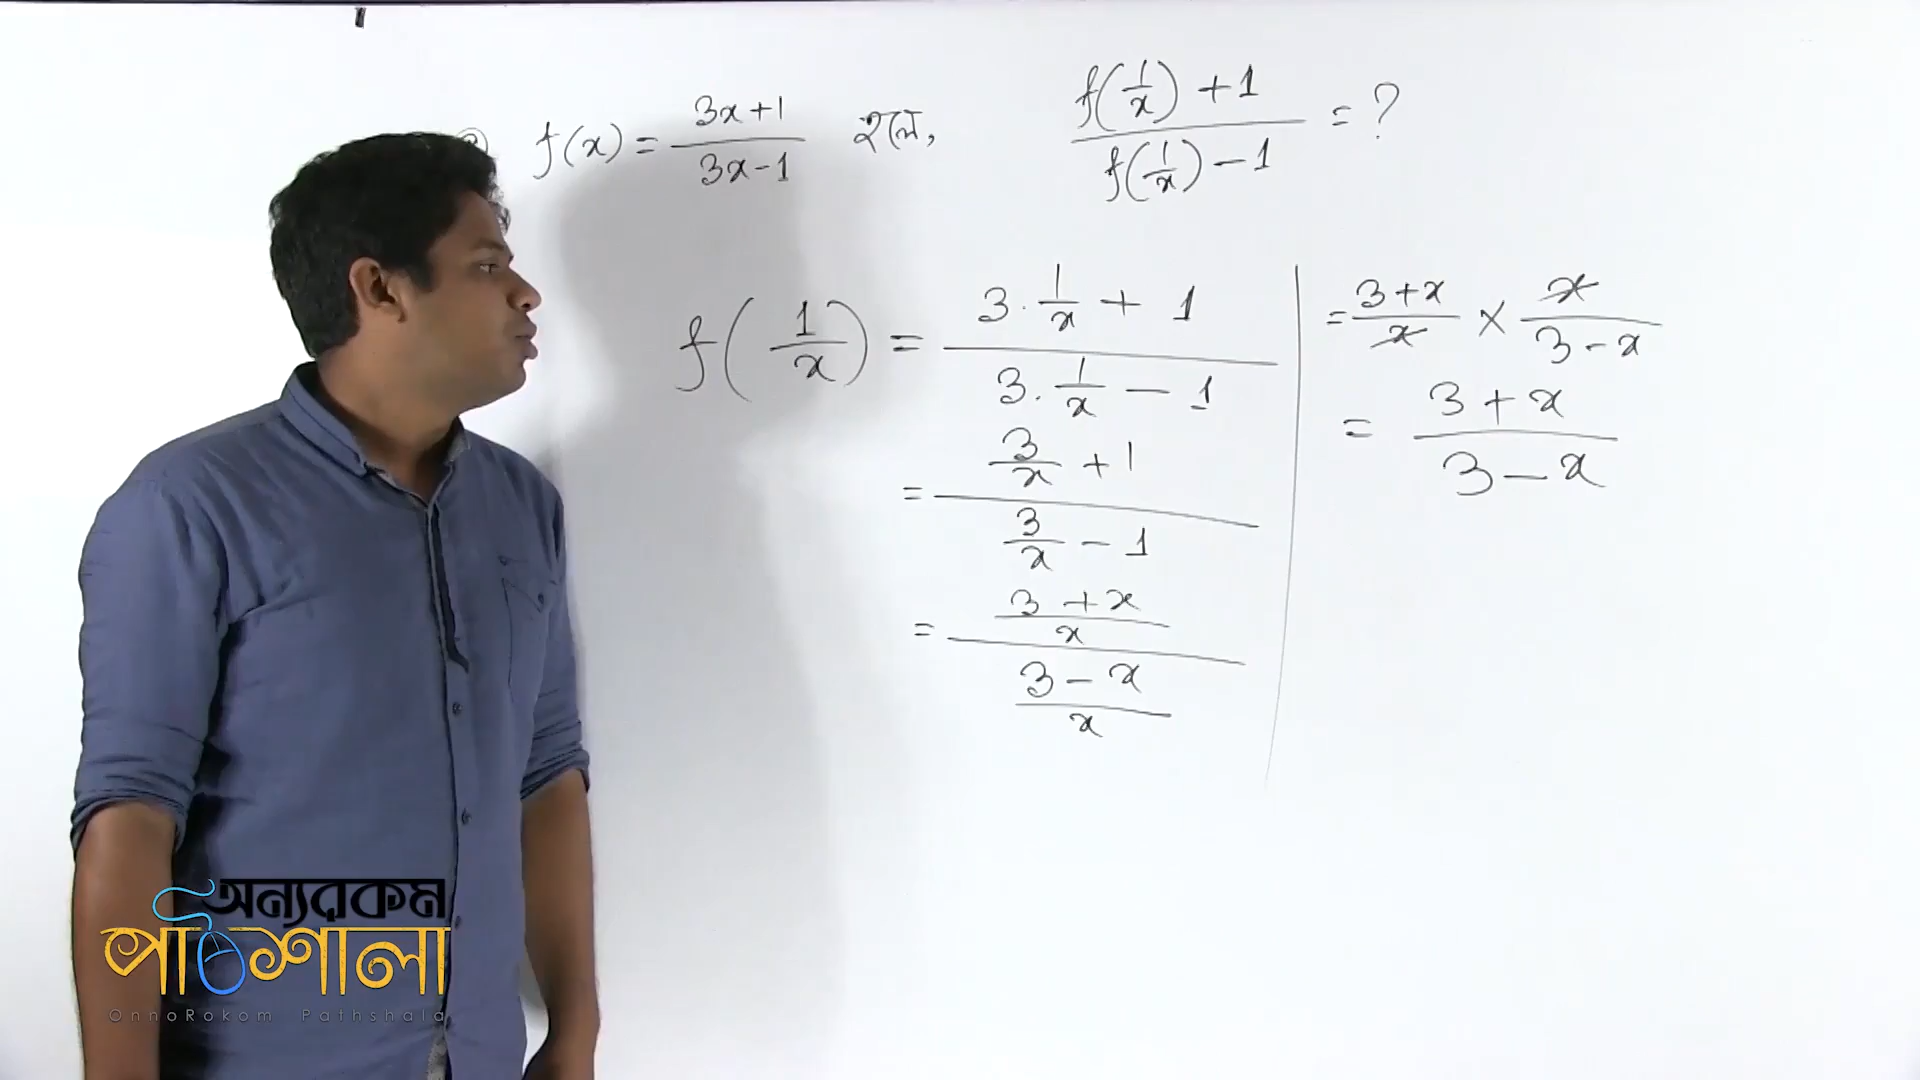 f(x) = (3x+1)/(3x-1) হলে, (f(1/x) + 1)/(f(1/x) - 1) = ?
f(1/x) = (3·1/x + 1)/(3·1/x - 1)
= (3/x + 1)/(3/x - 1)
= ((3 + x)/x)/((3 - x)/x)
= (3+x)/x × x/(3-x)
= (3 + x)/(3 - x)
অন্যরকম
পাঠশালা
OnnoRokom Pathshala